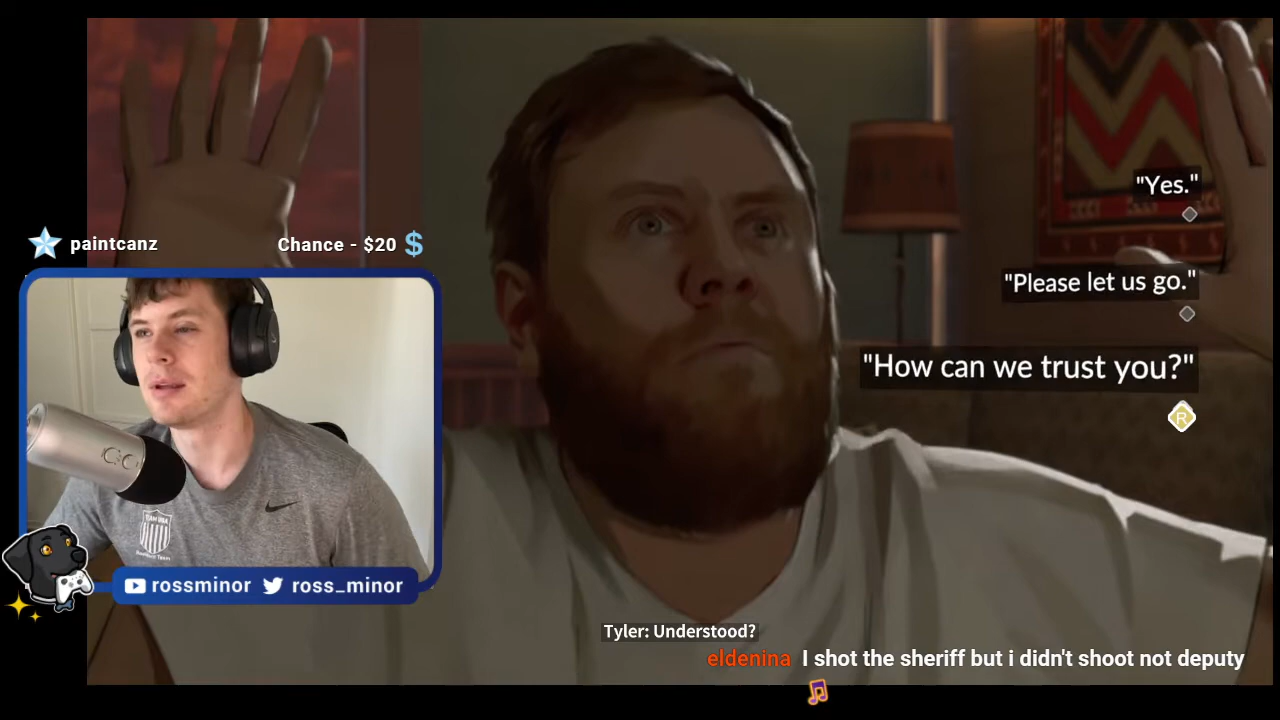 "Yes."
paintcanz
Chance - $20 $
"Please let us go."
"How can we trust you?"
R
rossminor
ross_minor
Tyler: Understood?
eldenina I shot the sheriff but i didn't shoot not deputy